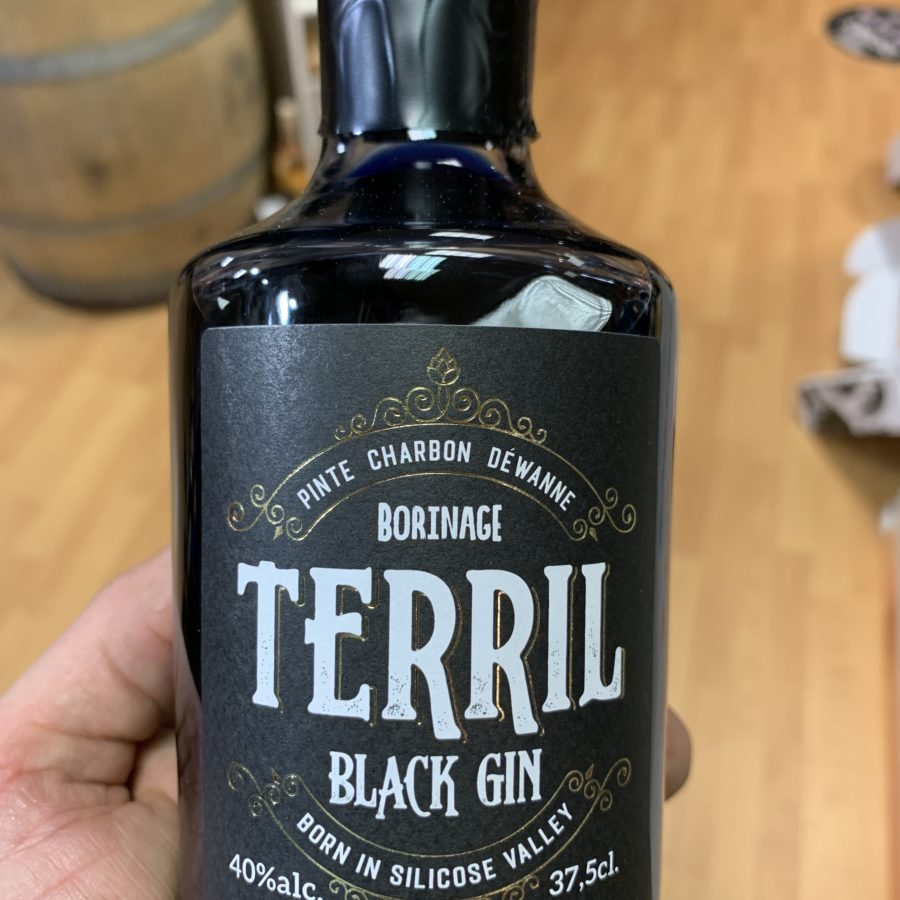 PINTE CHARBON DÉWANNE
BORINAGE
TERRIL
BLACK GIN
BORN IN SILICOSE VALLEY
40%alc.
37,5cl.